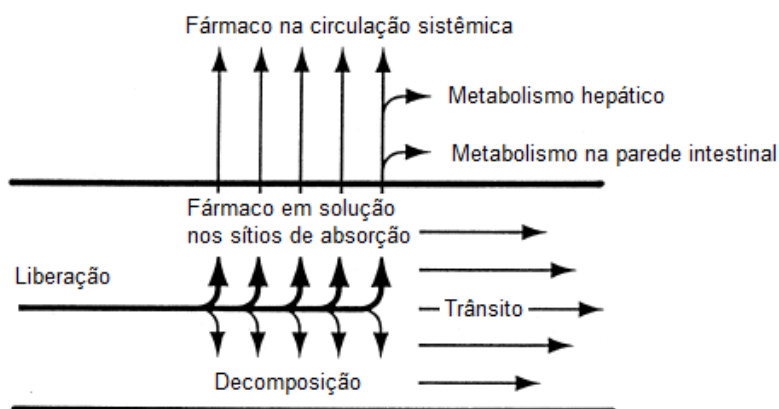 Fármaco na circulação sistêmica
Metabolismo hepático
Metabolismo na parede intestinal
Fármaco em solução
nos sítios de absorção
Liberação
Trânsito
Decomposição